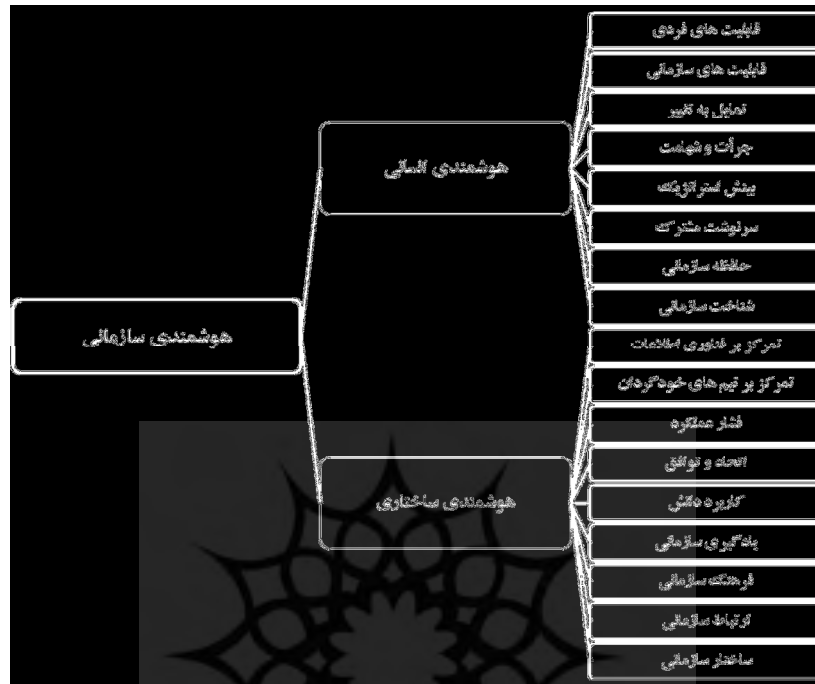 هوشمندی سازمانی
هوشمندی انسانی
قابلیت های فردی
قابلیت های سازمانی
تمایل به تغییر
جرأت و شهامت
بینش استراتژیک
سرنوشت مشترک
حافظه سازمانی
شناخت سازمانی
هوشمندی ساختاری
تمرکز بر فناوری اطلاعات
تمرکز بر تیم های خودگردان
فشار عملکرد
اتحاد و توافق
کاربرد دانش
یادگیری سازمانی
فرهنگ سازمانی
ارتباط سازمانی
ساختار سازمانی